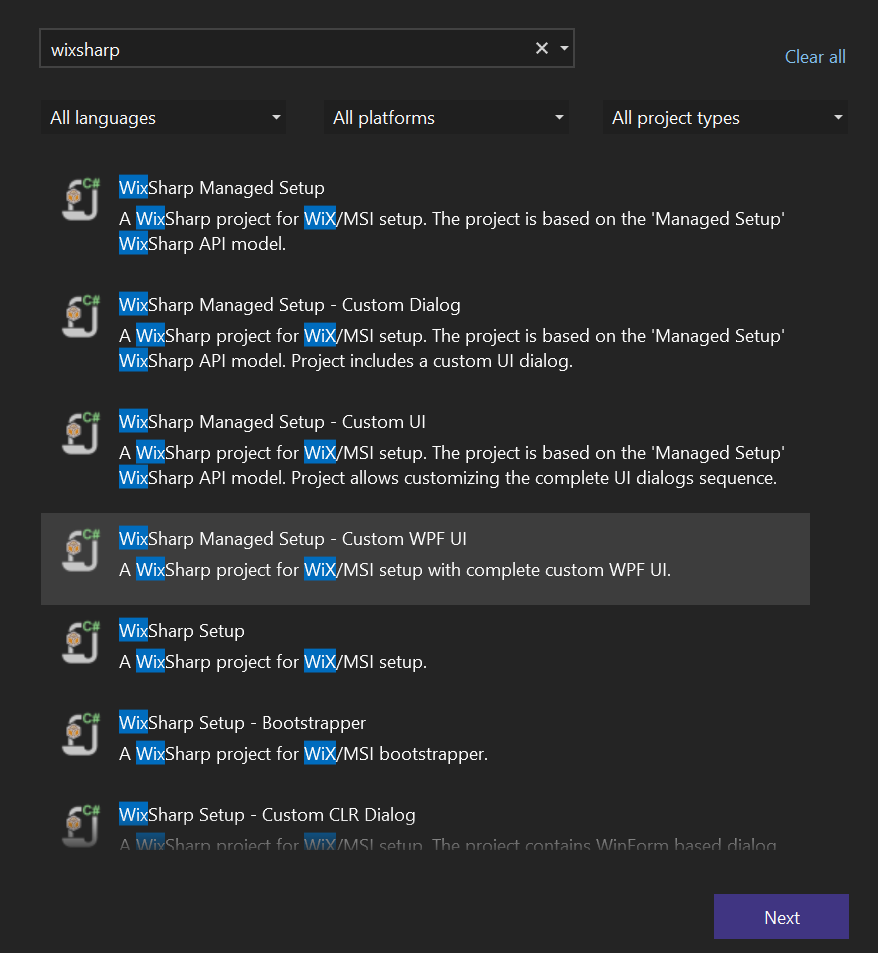 wixsharp
Clear all
All languages
All platforms
All project types
C#
WixSharp Managed Setup
A WixSharp project for WiX/MSI setup. The project is based on the 'Managed Setup'
WixSharp API model.
C#
WixSharp Managed Setup - Custom Dialog
A WixSharp project for WiX/MSI setup. The project is based on the 'Managed Setup'
WixSharp API model. Project includes a custom UI dialog.
C#
WixSharp Managed Setup - Custom UI
A WixSharp project for WiX/MSI setup. The project is based on the 'Managed Setup'
WixSharp API model. Project allows customizing the complete UI dialogs sequence.
C#
WixSharp Managed Setup - Custom WPF UI
A WixSharp project for WiX/MSI setup with complete custom WPF UI.
C#
WixSharp Setup
A WixSharp project for WiX/MSI setup.
C#
WixSharp Setup - Bootstrapper
A WixSharp project for WiX/MSI bootstrapper.
C#
WixSharp Setup - Custom CLR Dialog
A WixSharp project for WiX/MSI setup. The project contains WinForm based dialog
Next